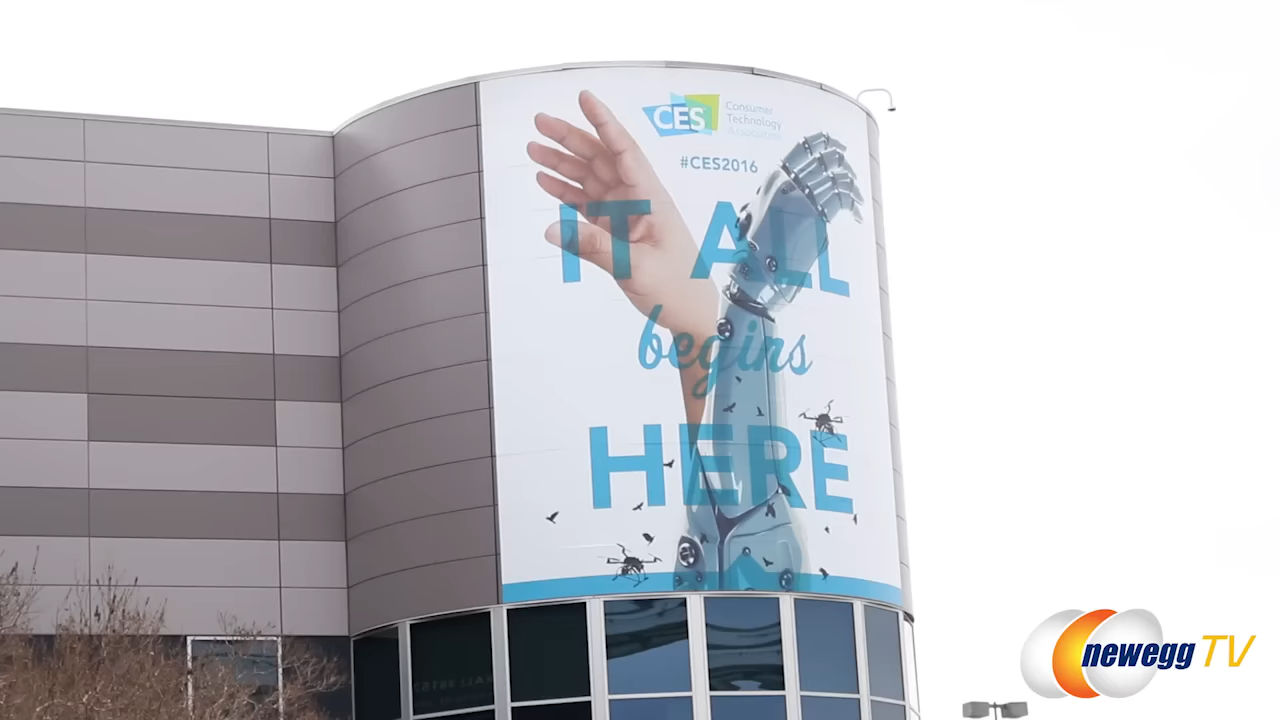 CES
Consumer
Technology
Association
#CES2016
IT ALL
begins
HERE
newegg TV